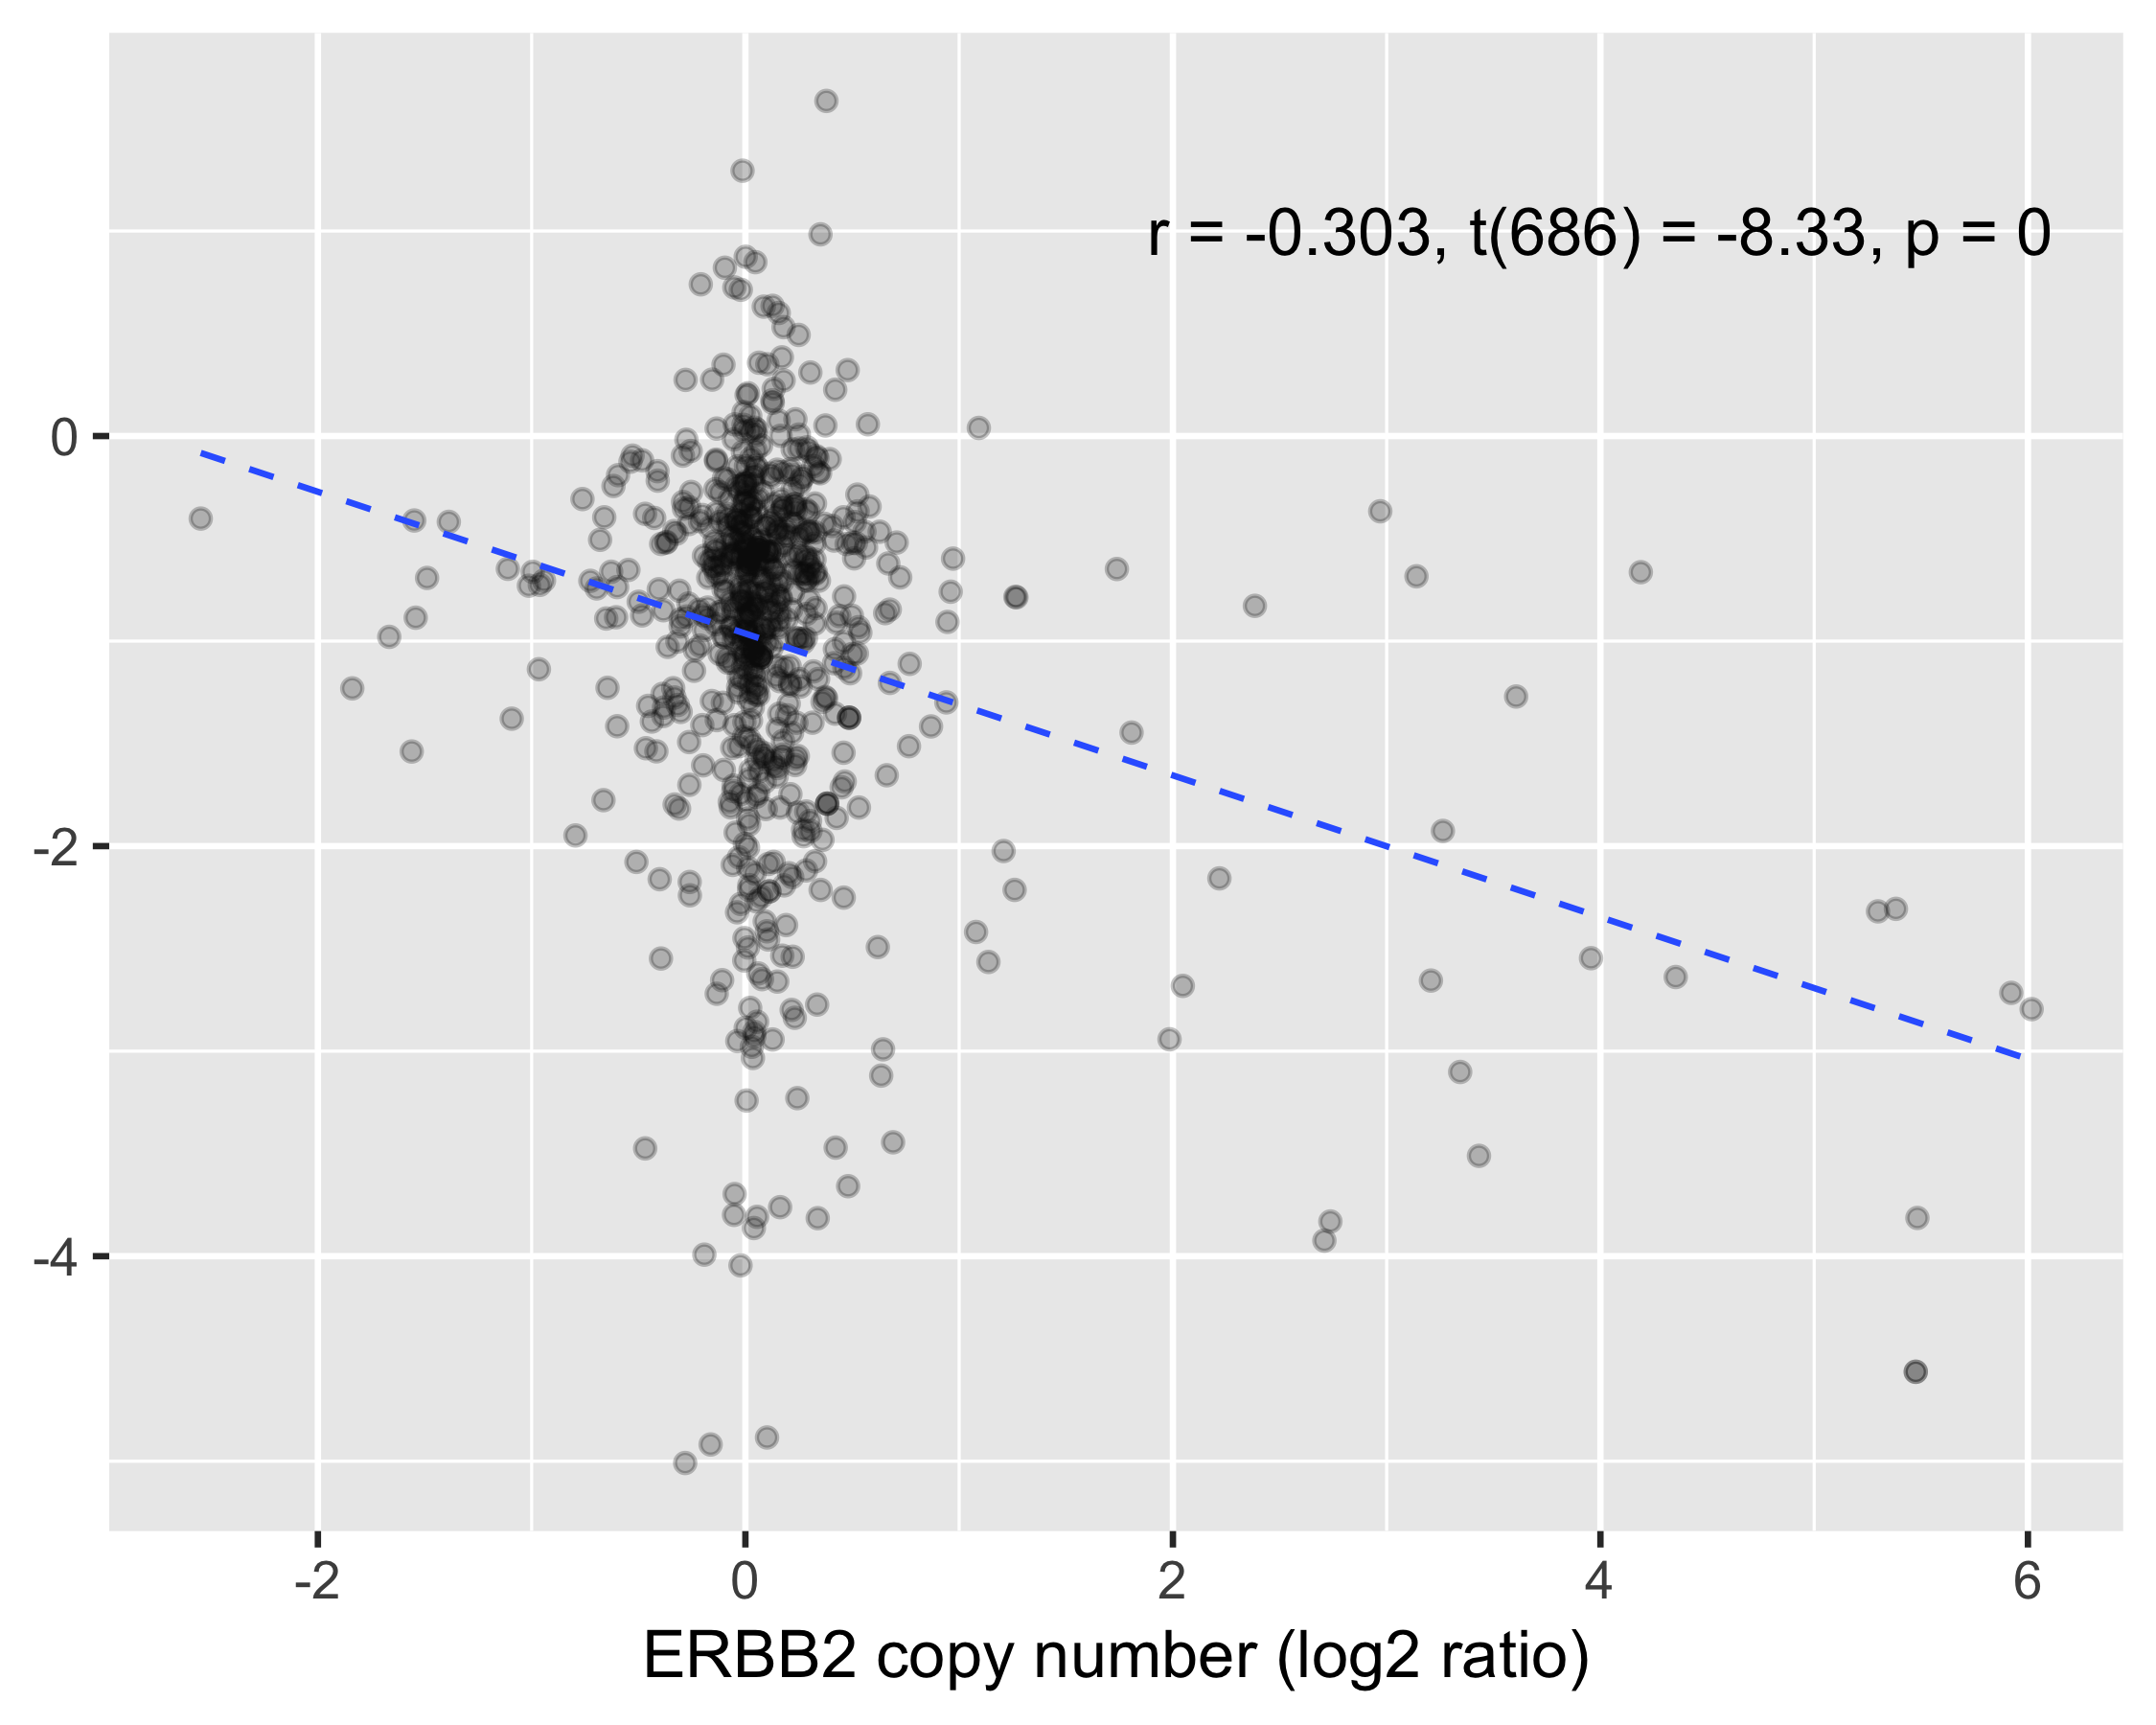 r = -0.303, t(686) = -8.33, p = 0
0
-2
-4
-2 0 2 4 6
ERBB2 copy number (log2 ratio)